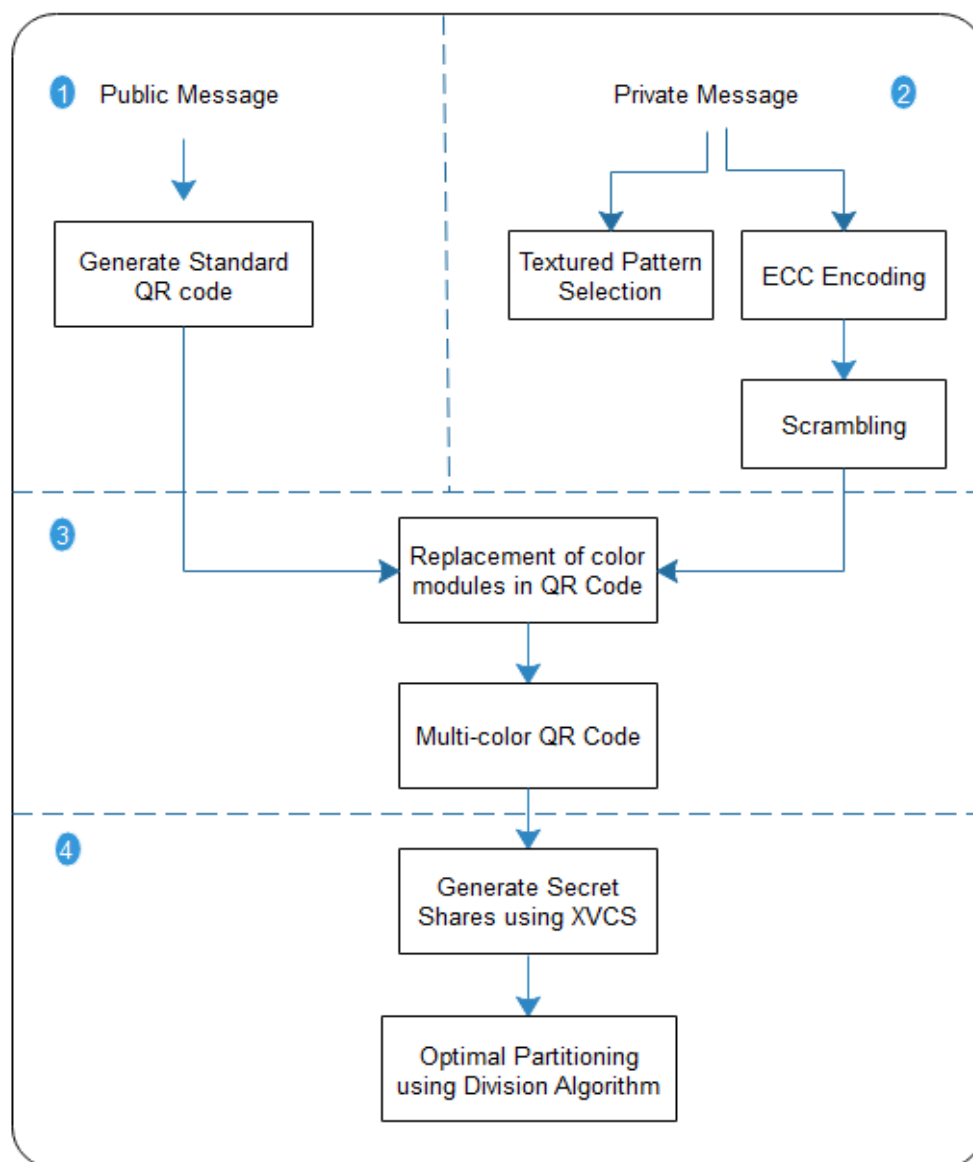 1
Public Message
Private Message
2
Generate Standard
QR code
Textured Pattern
Selection
ECC Encoding
Scrambling
3
Replacement of color
modules in QR Code
Multi-color QR Code
4
Generate Secret
Shares using XVCS
Optimal Partitioning
using Division Algorithm